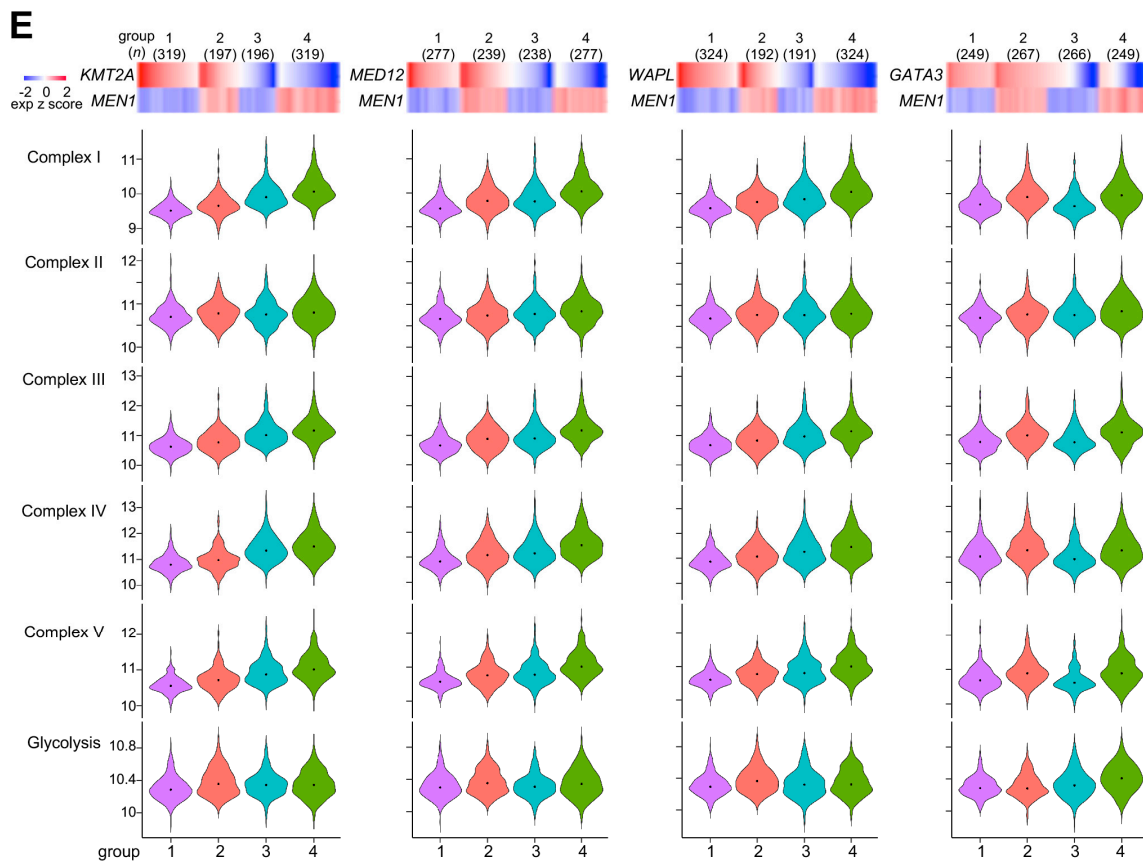 E
group 1 2 3 4 1 2 3 4 1 2 3 4 1 2 3 4
(n) (319) (197) (196) (319) (277) (239) (238) (277) (324) (192) (191) (324) (249) (267) (266) (249)
KMT2A MED12 WAPL GATA3
-2 0 2
exp z score
MEN1 MEN1 MEN1 MEN1
Complex I
11
10
9
Complex II
12
11
10
Complex III
13
12
11
10
Complex IV
13
12
11
10
Complex V
12
11
10
Glycolysis
10.8
10.4
10
group 1 2 3 4 1 2 3 4 1 2 3 4 1 2 3 4